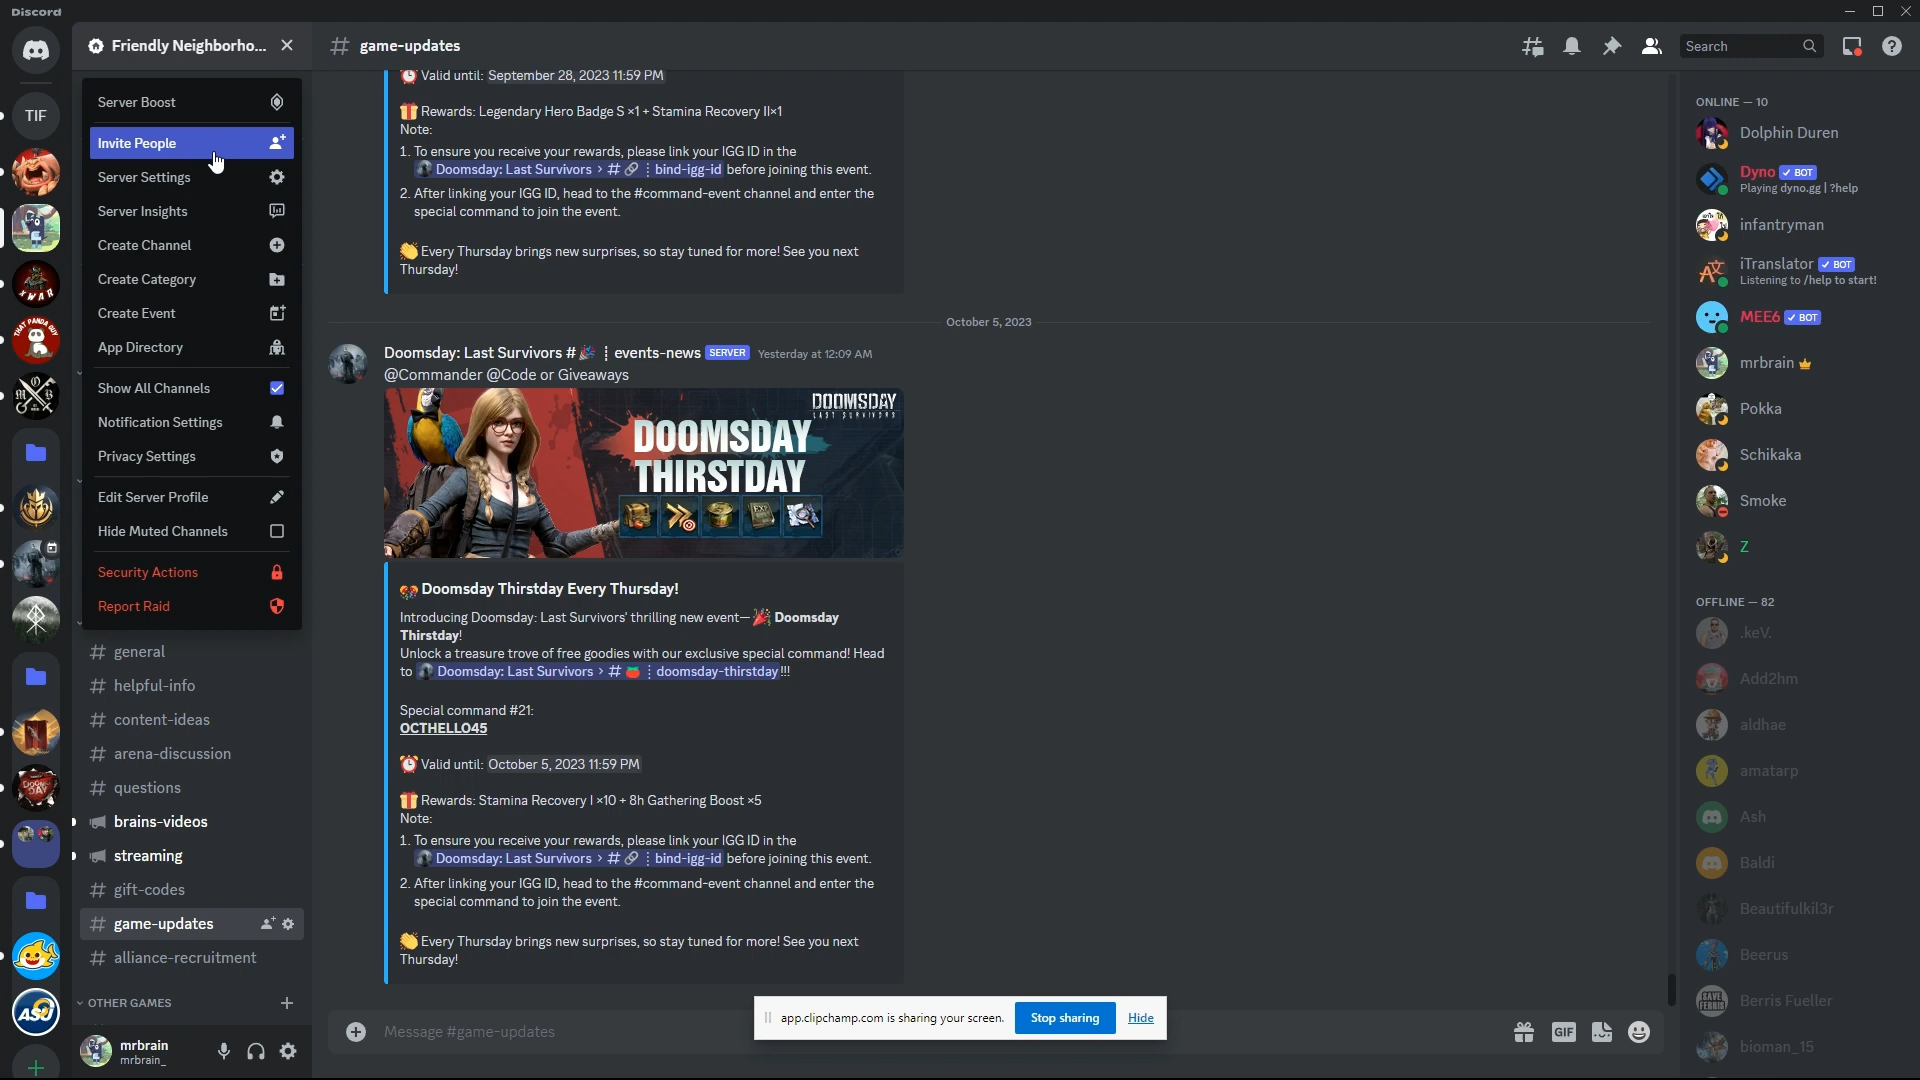 Discord
Friendly Neighborho...
game-updates
Search
TIF
Server Boost
Invite People
Server Settings
Server Insights
Create Channel
Create Category
Create Event
App Directory
Show All Channels
Notification Settings
Privacy Settings
Edit Server Profile
Hide Muted Channels
Security Actions
Report Raid
# general
# helpful-info
# content-ideas
# arena-discussion
# questions
brains-videos
streaming
# gift-codes
# game-updates
# alliance-recruitment
OTHER GAMES
mrbrain
mrbrain_
WAR
THAT PANDA GUY
M O B
DOOMSDAY
ASU
Valid until: September 28, 2023 11:59 PM
Rewards: Legendary Hero Badge S ×1 + Stamina Recovery II×1
Note:
1. To ensure you receive your rewards, please link your IGG ID in the
Doomsday: Last Survivors > # 🔗 ┊ bind-igg-id before joining this event.
2. After linking your IGG ID, head to the #command-event channel and enter the
special command to join the event.
👏 Every Thursday brings new surprises, so stay tuned for more! See you next
Thursday!
October 5, 2023
Doomsday: Last Survivors # 🎉 ┊ events-news SERVER Yesterday at 12:09 AM
@Commander @Code or Giveaways
DOOMSDAY
LAST SURVIVORS
DOOMSDAY
THIRSTDAY
EXP
Doomsday Thirstday Every Thursday!
Introducing Doomsday: Last Survivors' thrilling new event—🎉 Doomsday
Thirstday!
Unlock a treasure trove of free goodies with our exclusive special command! Head
to Doomsday: Last Survivors > # 🍅 ┊ doomsday-thirstday !!!
Special command #21:
OCTHELLO45
⏰ Valid until: October 5, 2023 11:59 PM
🎁 Rewards: Stamina Recovery I ×10 + 8h Gathering Boost ×5
Note:
1. To ensure you receive your rewards, please link your IGG ID in the
Doomsday: Last Survivors > # 🔗 ┊ bind-igg-id before joining this event.
2. After linking your IGG ID, head to the #command-event channel and enter the
special command to join the event.
👏 Every Thursday brings new surprises, so stay tuned for more! See you next
Thursday!
Message #game-updates
GIF
app.clipchamp.com is sharing your screen.
Stop sharing
Hide
ONLINE — 10
Dolphin Duren
Dyno ✓ BOT
Playing dyno.gg | ?help
infantryman
iTranslator ✓ BOT
Listening to /help to start!
MEE6 ✓ BOT
mrbrain
Pokka
Schikaka
Smoke
Z
OFFLINE — 82
.keV.
Add2hm
aldhae
amatarp
Ash
Baldi
Beautifulkil3r
Beerus
SAVE FERRIS
Berris Fueller
bioman_15